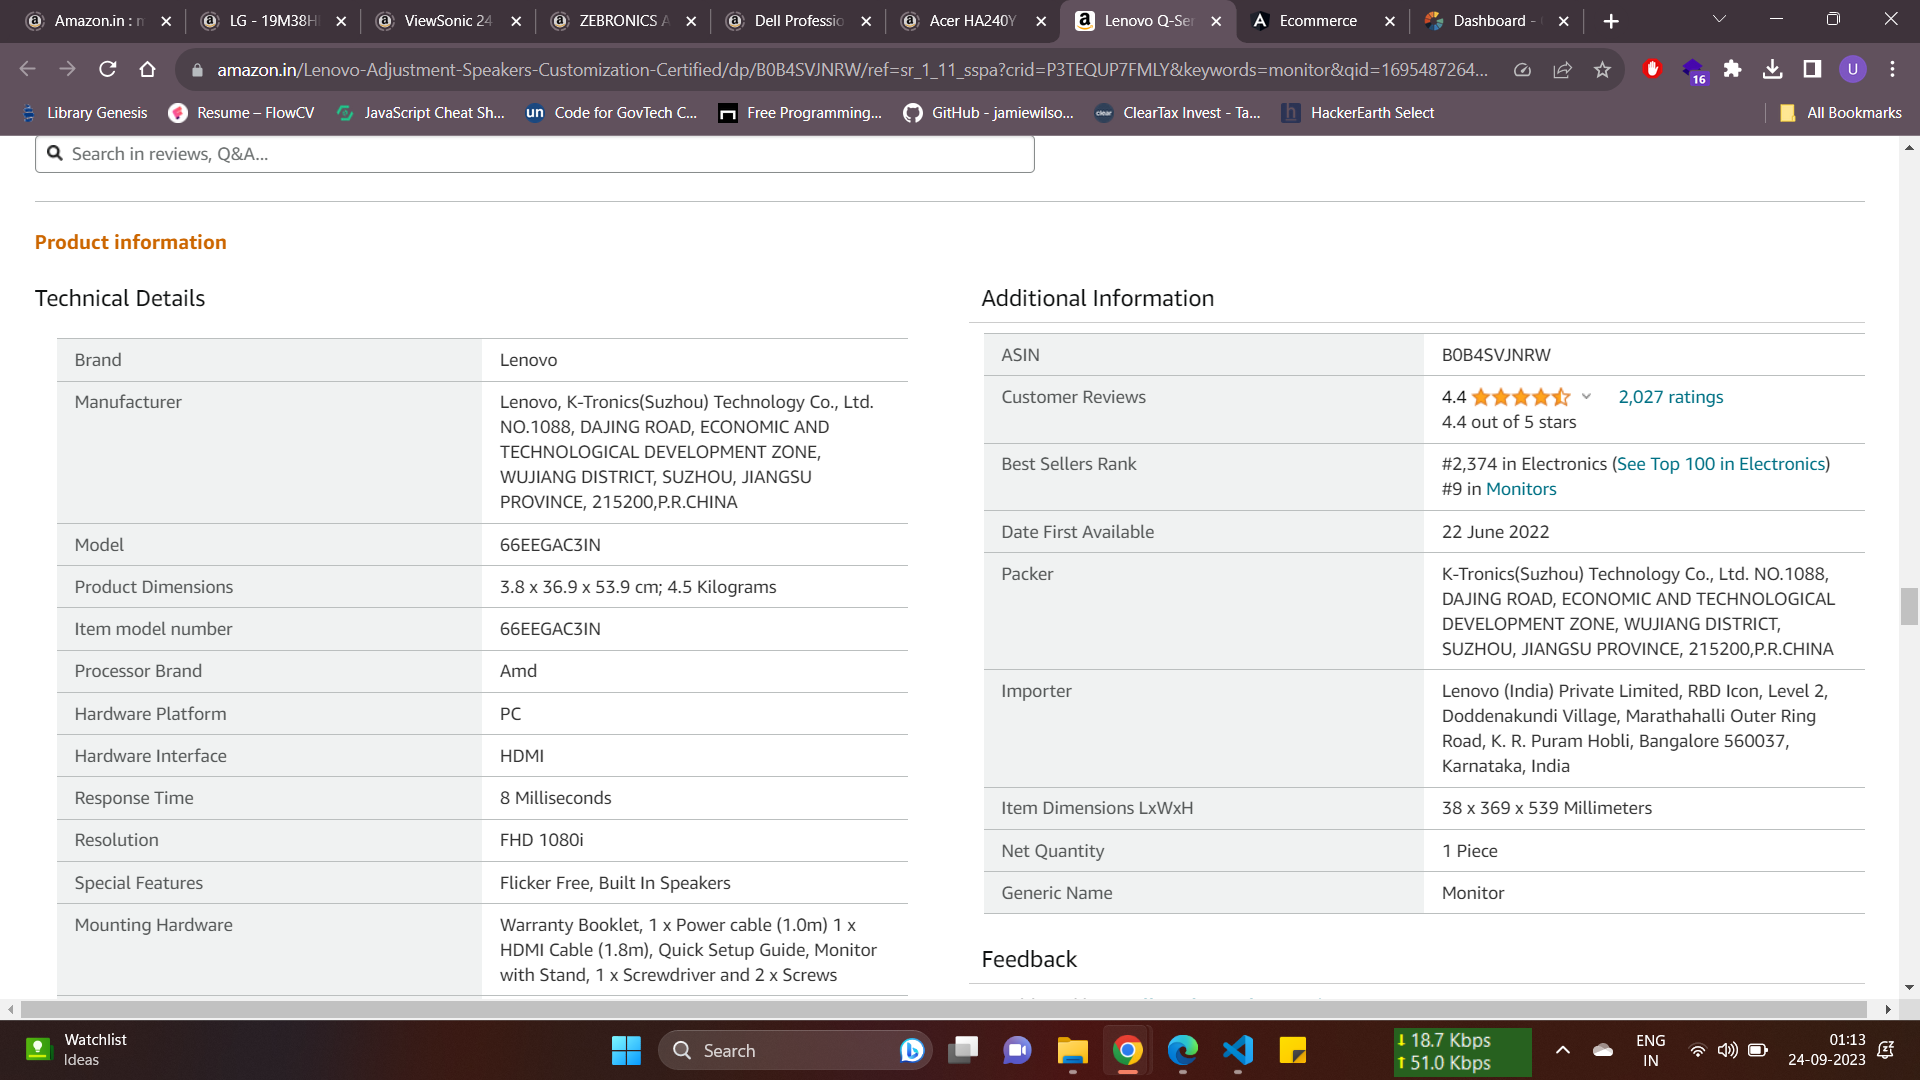 Amazon.in : m
LG - 19M38H
ViewSonic 24
ZEBRONICS A
Dell Professio
Acer HA240Y
Lenovo Q-Ser
Ecommerce
Dashboard -
amazon.in/Lenovo-Adjustment-Speakers-Customization-Certified/dp/B0B4SVJNRW/ref=sr_1_11_sspa?crid=P3TEQUP7FMLY&keywords=monitor&qid=1695487264...
16
U
Library Genesis
Resume – FlowCV
JavaScript Cheat Sh...
un Code for GovTech C...
Free Programming...
GitHub - jamiewilso...
clear ClearTax Invest - Ta...
h HackerEarth Select
All Bookmarks
Search in reviews, Q&A...
Product information
Technical Details
Brand
Lenovo
Manufacturer
Lenovo, K-Tronics(Suzhou) Technology Co., Ltd.
NO.1088, DAJING ROAD, ECONOMIC AND
TECHNOLOGICAL DEVELOPMENT ZONE,
WUJIANG DISTRICT, SUZHOU, JIANGSU
PROVINCE, 215200,P.R.CHINA
Model
66EEGAC3IN
Product Dimensions
3.8 x 36.9 x 53.9 cm; 4.5 Kilograms
Item model number
66EEGAC3IN
Processor Brand
Amd
Hardware Platform
PC
Hardware Interface
HDMI
Response Time
8 Milliseconds
Resolution
FHD 1080i
Special Features
Flicker Free, Built In Speakers
Mounting Hardware
Warranty Booklet, 1 x Power cable (1.0m) 1 x
HDMI Cable (1.8m), Quick Setup Guide, Monitor
with Stand, 1 x Screwdriver and 2 x Screws
Additional Information
ASIN
B0B4SVJNRW
Customer Reviews
4.4 2,027 ratings
4.4 out of 5 stars
Best Sellers Rank
#2,374 in Electronics (See Top 100 in Electronics)
#9 in Monitors
Date First Available
22 June 2022
Packer
K-Tronics(Suzhou) Technology Co., Ltd. NO.1088,
DAJING ROAD, ECONOMIC AND TECHNOLOGICAL
DEVELOPMENT ZONE, WUJIANG DISTRICT,
SUZHOU, JIANGSU PROVINCE, 215200,P.R.CHINA
Importer
Lenovo (India) Private Limited, RBD Icon, Level 2,
Doddenakundi Village, Marathahalli Outer Ring
Road, K. R. Puram Hobli, Bangalore 560037,
Karnataka, India
Item Dimensions LxWxH
38 x 369 x 539 Millimeters
Net Quantity
1 Piece
Generic Name
Monitor
Feedback
Watchlist
Ideas
Search
18.7 Kbps
51.0 Kbps
ENG
IN
01:13
24-09-2023